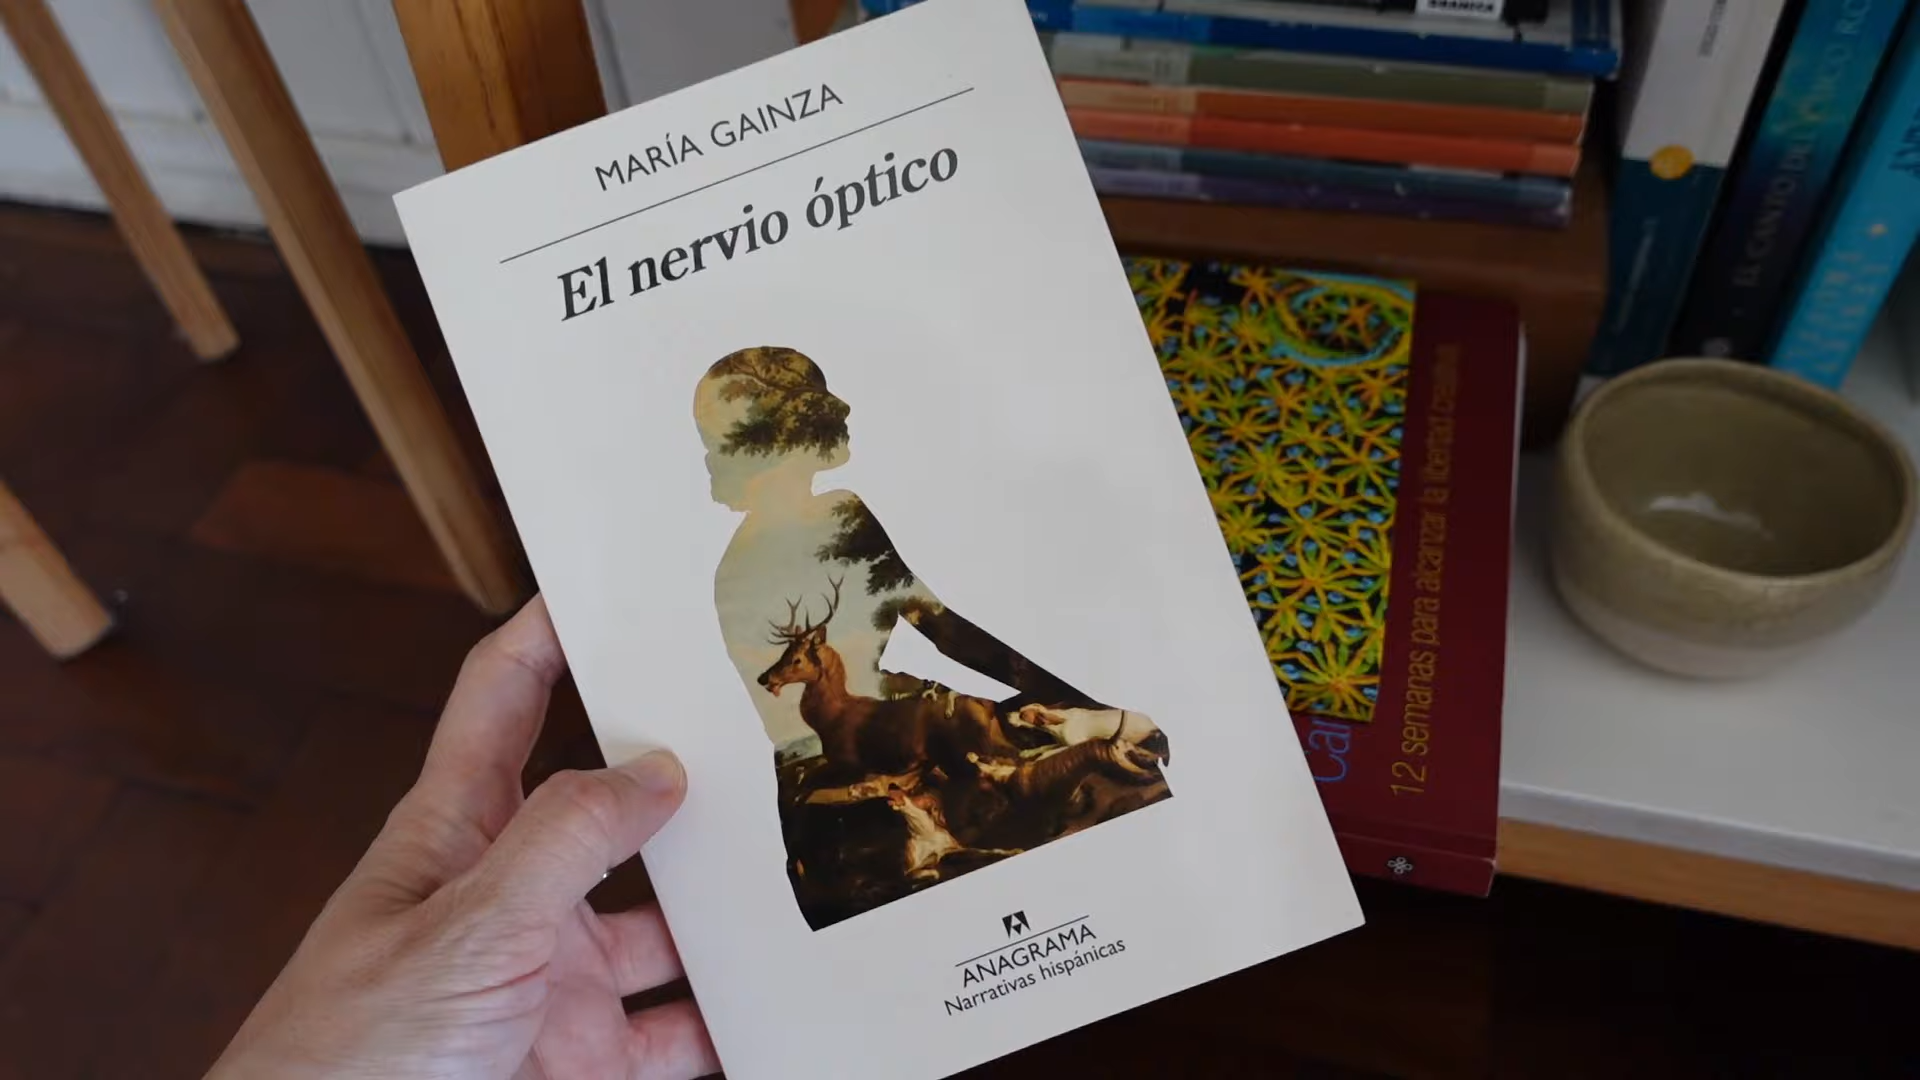 MARÍA GAINZA
El nervio óptico
ANAGRAMA
Narrativas hispánicas
12 semanas para alcanzar la libertad creativa